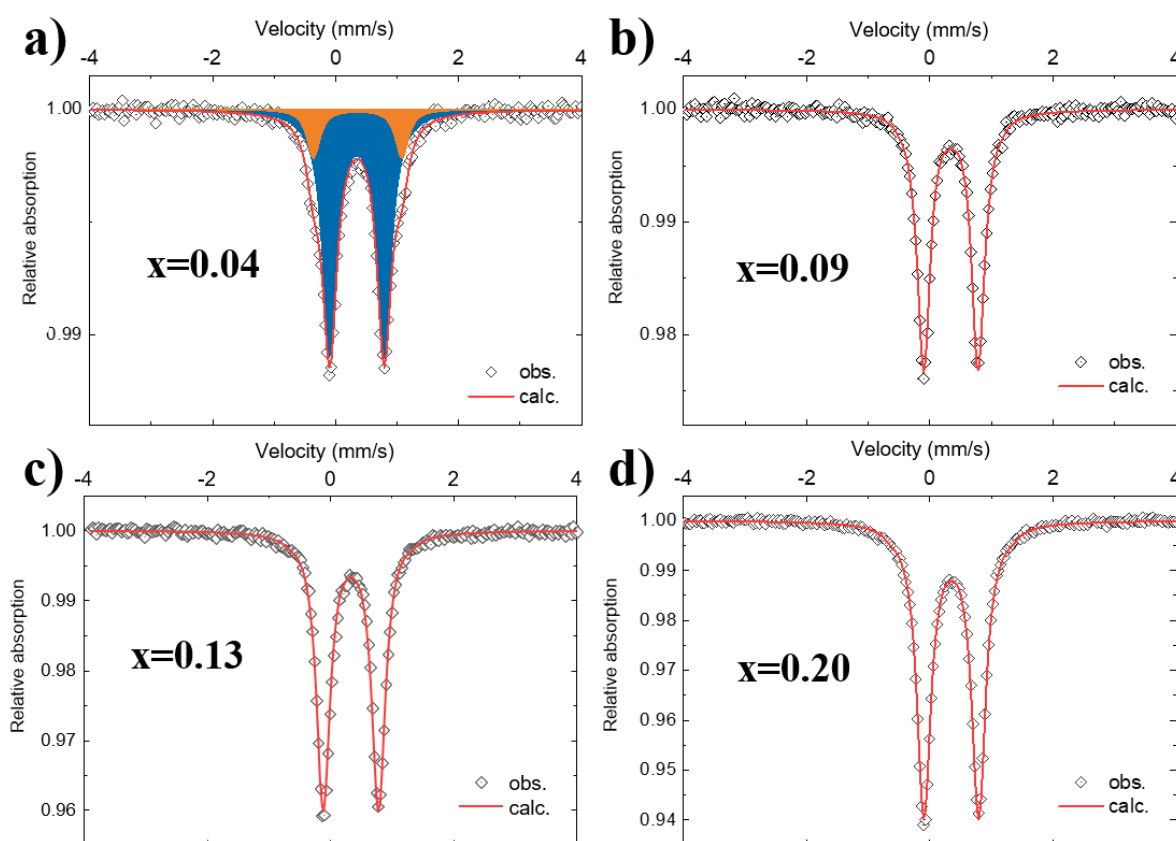 a)
Velocity (mm/s)
-4 -2 0 2 4
1.00
0.99
Relative absorption
x=0.04
obs.
calc.
b)
Velocity (mm/s)
-4 -2 0 2 4
1.00
0.99
0.98
Relative absorption
x=0.09
obs.
calc.
c)
Velocity (mm/s)
-4 -2 0 2 4
1.00
0.99
0.98
0.97
0.96
Relative absorption
x=0.13
obs.
calc.
d)
Velocity (mm/s)
-4 -2 0 2 4
1.00
0.99
0.98
0.97
0.96
0.95
0.94
Relative absorption
x=0.20
obs.
calc.